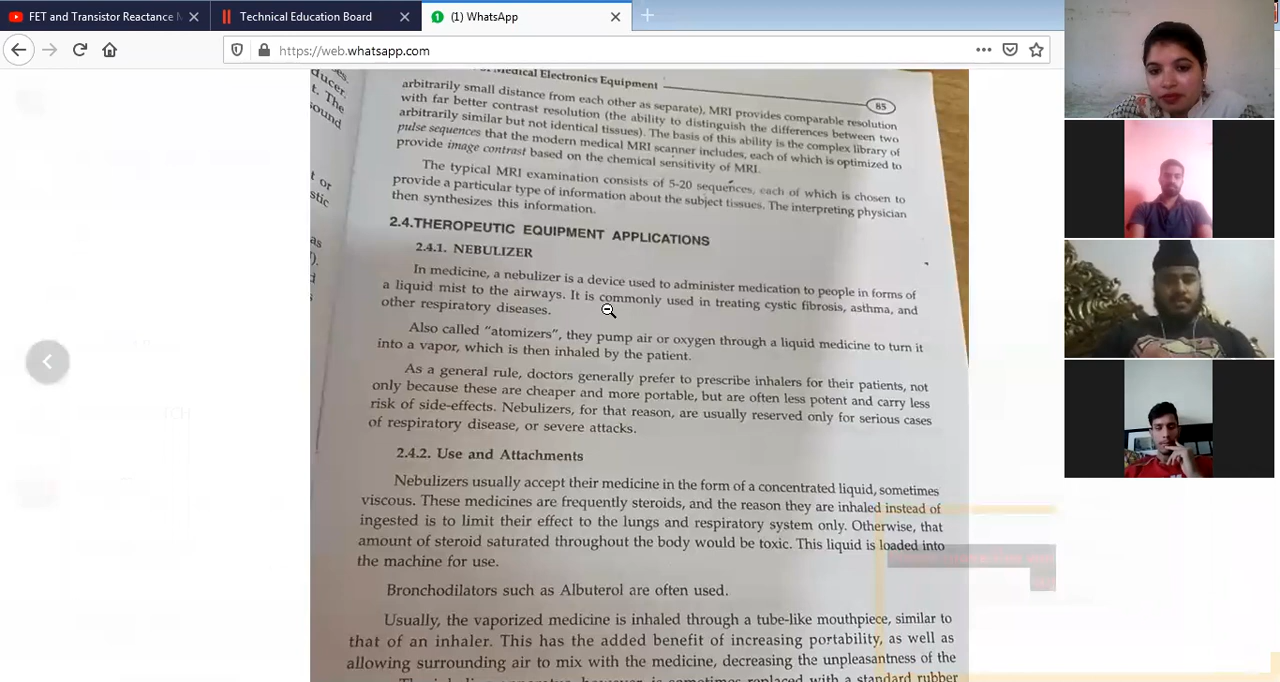 FET and Transistor Reactance M
Technical Education Board
(1) WhatsApp
https://web.whatsapp.com
Medical Electronics Equipment
85
arbitrarily small distance from each other as separate), MRI provides comparable resolution
with far better contrast resolution (the ability to distinguish the differences between two
arbitrarily similar but not identical tissues). The basis of this ability is the complex library of
pulse sequences that the modern medical MRI scanner includes, each of which is optimized to
provide image contrast based on the chemical sensitivity of MRI.
The typical MRI examination consists of 5-20 sequences, each of which is chosen to
provide a particular type of information about the subject tissues. The interpreting physician
then synthesizes this information.
2.4.THEROPEUTIC EQUIPMENT APPLICATIONS
2.4.1. NEBULIZER
In medicine, a nebulizer is a device used to administer medication to people in forms of
a liquid mist to the airways. It is commonly used in treating cystic fibrosis, asthma, and
other respiratory diseases.
Also called "atomizers", they pump air or oxygen through a liquid medicine to turn it
into a vapor, which is then inhaled by the patient.
As a general rule, doctors generally prefer to prescribe inhalers for their patients, not
only because these are cheaper and more portable, but are often less potent and carry less
risk of side-effects. Nebulizers, for that reason, are usually reserved only for serious cases
of respiratory disease, or severe attacks.
2.4.2. Use and Attachments
Nebulizers usually accept their medicine in the form of a concentrated liquid, sometimes
viscous. These medicines are frequently steroids, and the reason they are inhaled instead of
ingested is to limit their effect to the lungs and respiratory system only. Otherwise, that
amount of steroid saturated throughout the body would be toxic. This liquid is loaded into
the machine for use.
Bronchodilators such as Albuterol are often used.
Usually, the vaporized medicine is inhaled through a tube-like mouthpiece, similar to
that of an inhaler. This has the added benefit of increasing portability, as well as
allowing surrounding air to mix with the medicine, decreasing the unpleasantness of the
sometimes replaced with a standard rubber